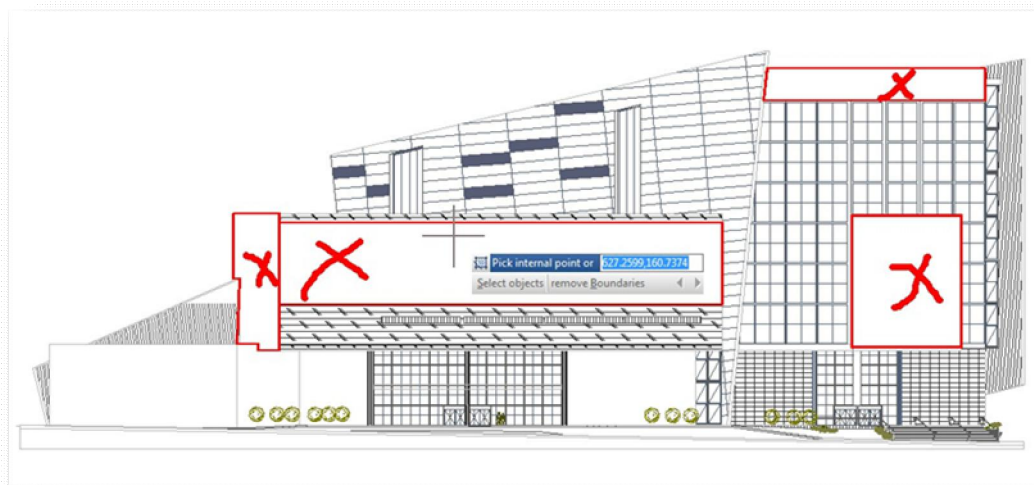 Pick internal point or 627.2599,160.7374
Select objects remove Boundaries